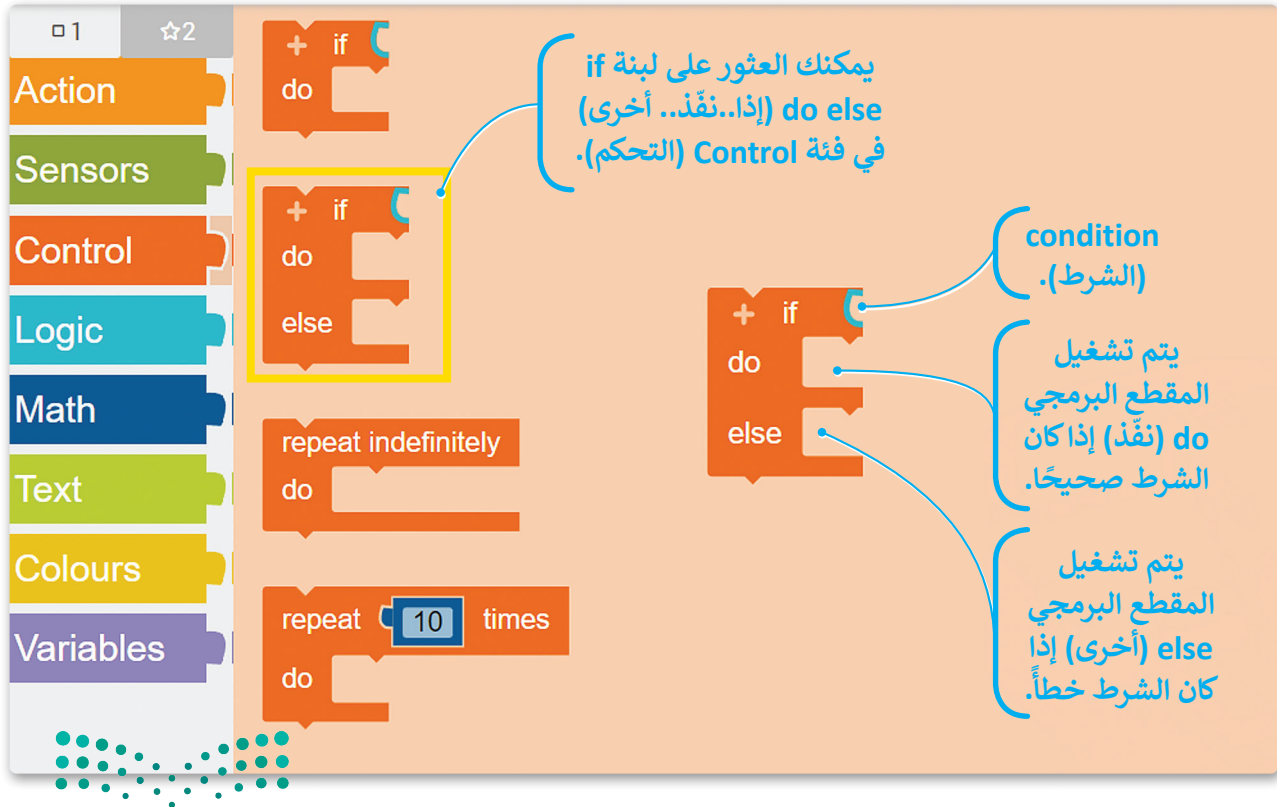 1
2
Action
Sensors
Control
Logic
Math
Text
Colours
Variables
if
do
if
do
else
repeat indefinitely
do
repeat 10 times
do
يمكنك العثور على لبنة if
do else (إذا..نفّذ.. أخرى)
في فئة Control (التحكم).
if
do
else
condition
(الشرط).
يتم تشغيل
المقطع البرمجي
do (نفّذ) إذا كان
الشرط صحيحًا.
يتم تشغيل
المقطع البرمجي
else (أخرى) إذا
كان الشرط خطأً.